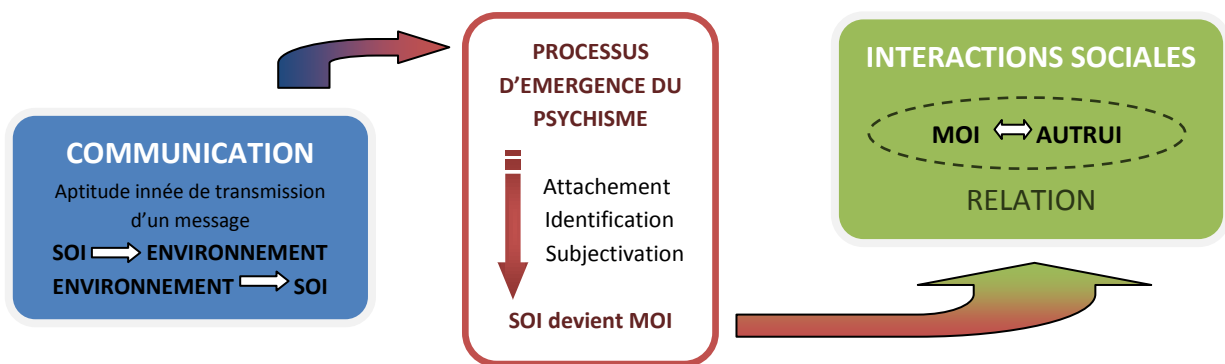 COMMUNICATION
Aptitude innée de transmission
d'un message
SOI ENVIRONNEMENT
ENVIRONNEMENT SOI
PROCESSUS
D'EMERGENCE DU
PSYCHISME
Attachement
Identification
Subjectivation
SOI devient MOI
INTERACTIONS SOCIALES
MOI AUTRUI
RELATION